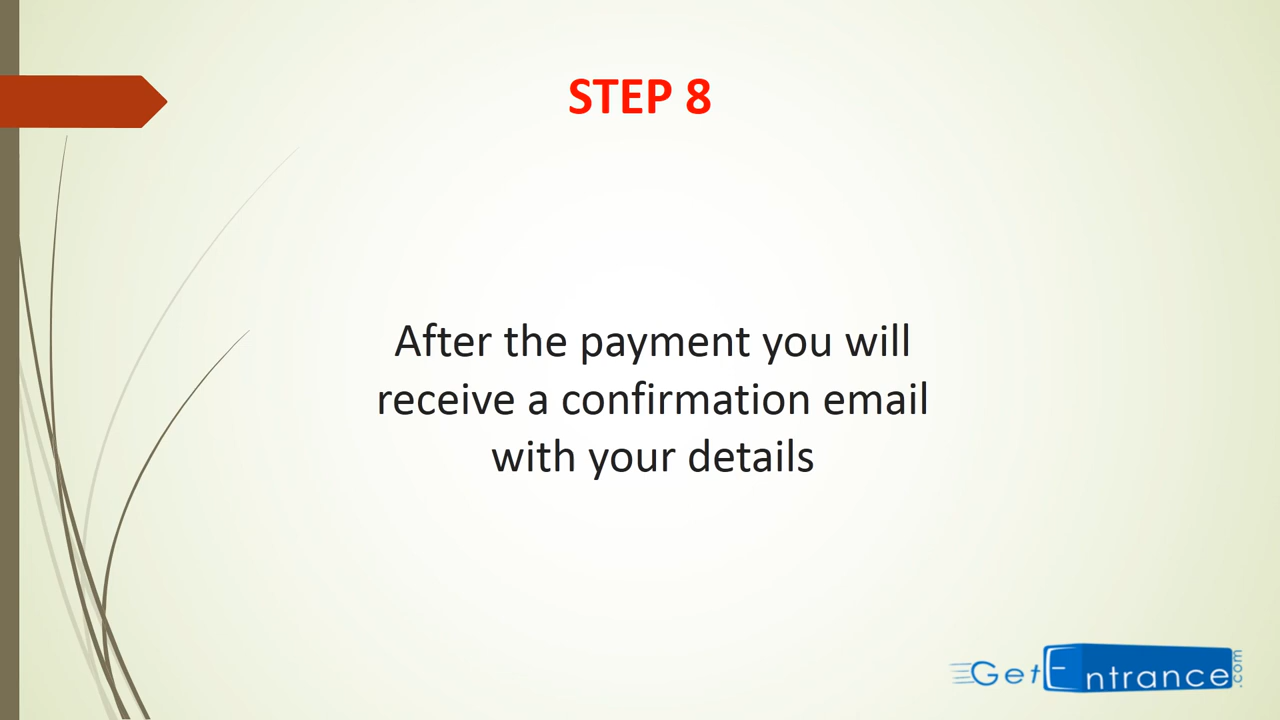 STEP 8
After the payment you will
receive a confirmation email
with your details
GetEntrance.com